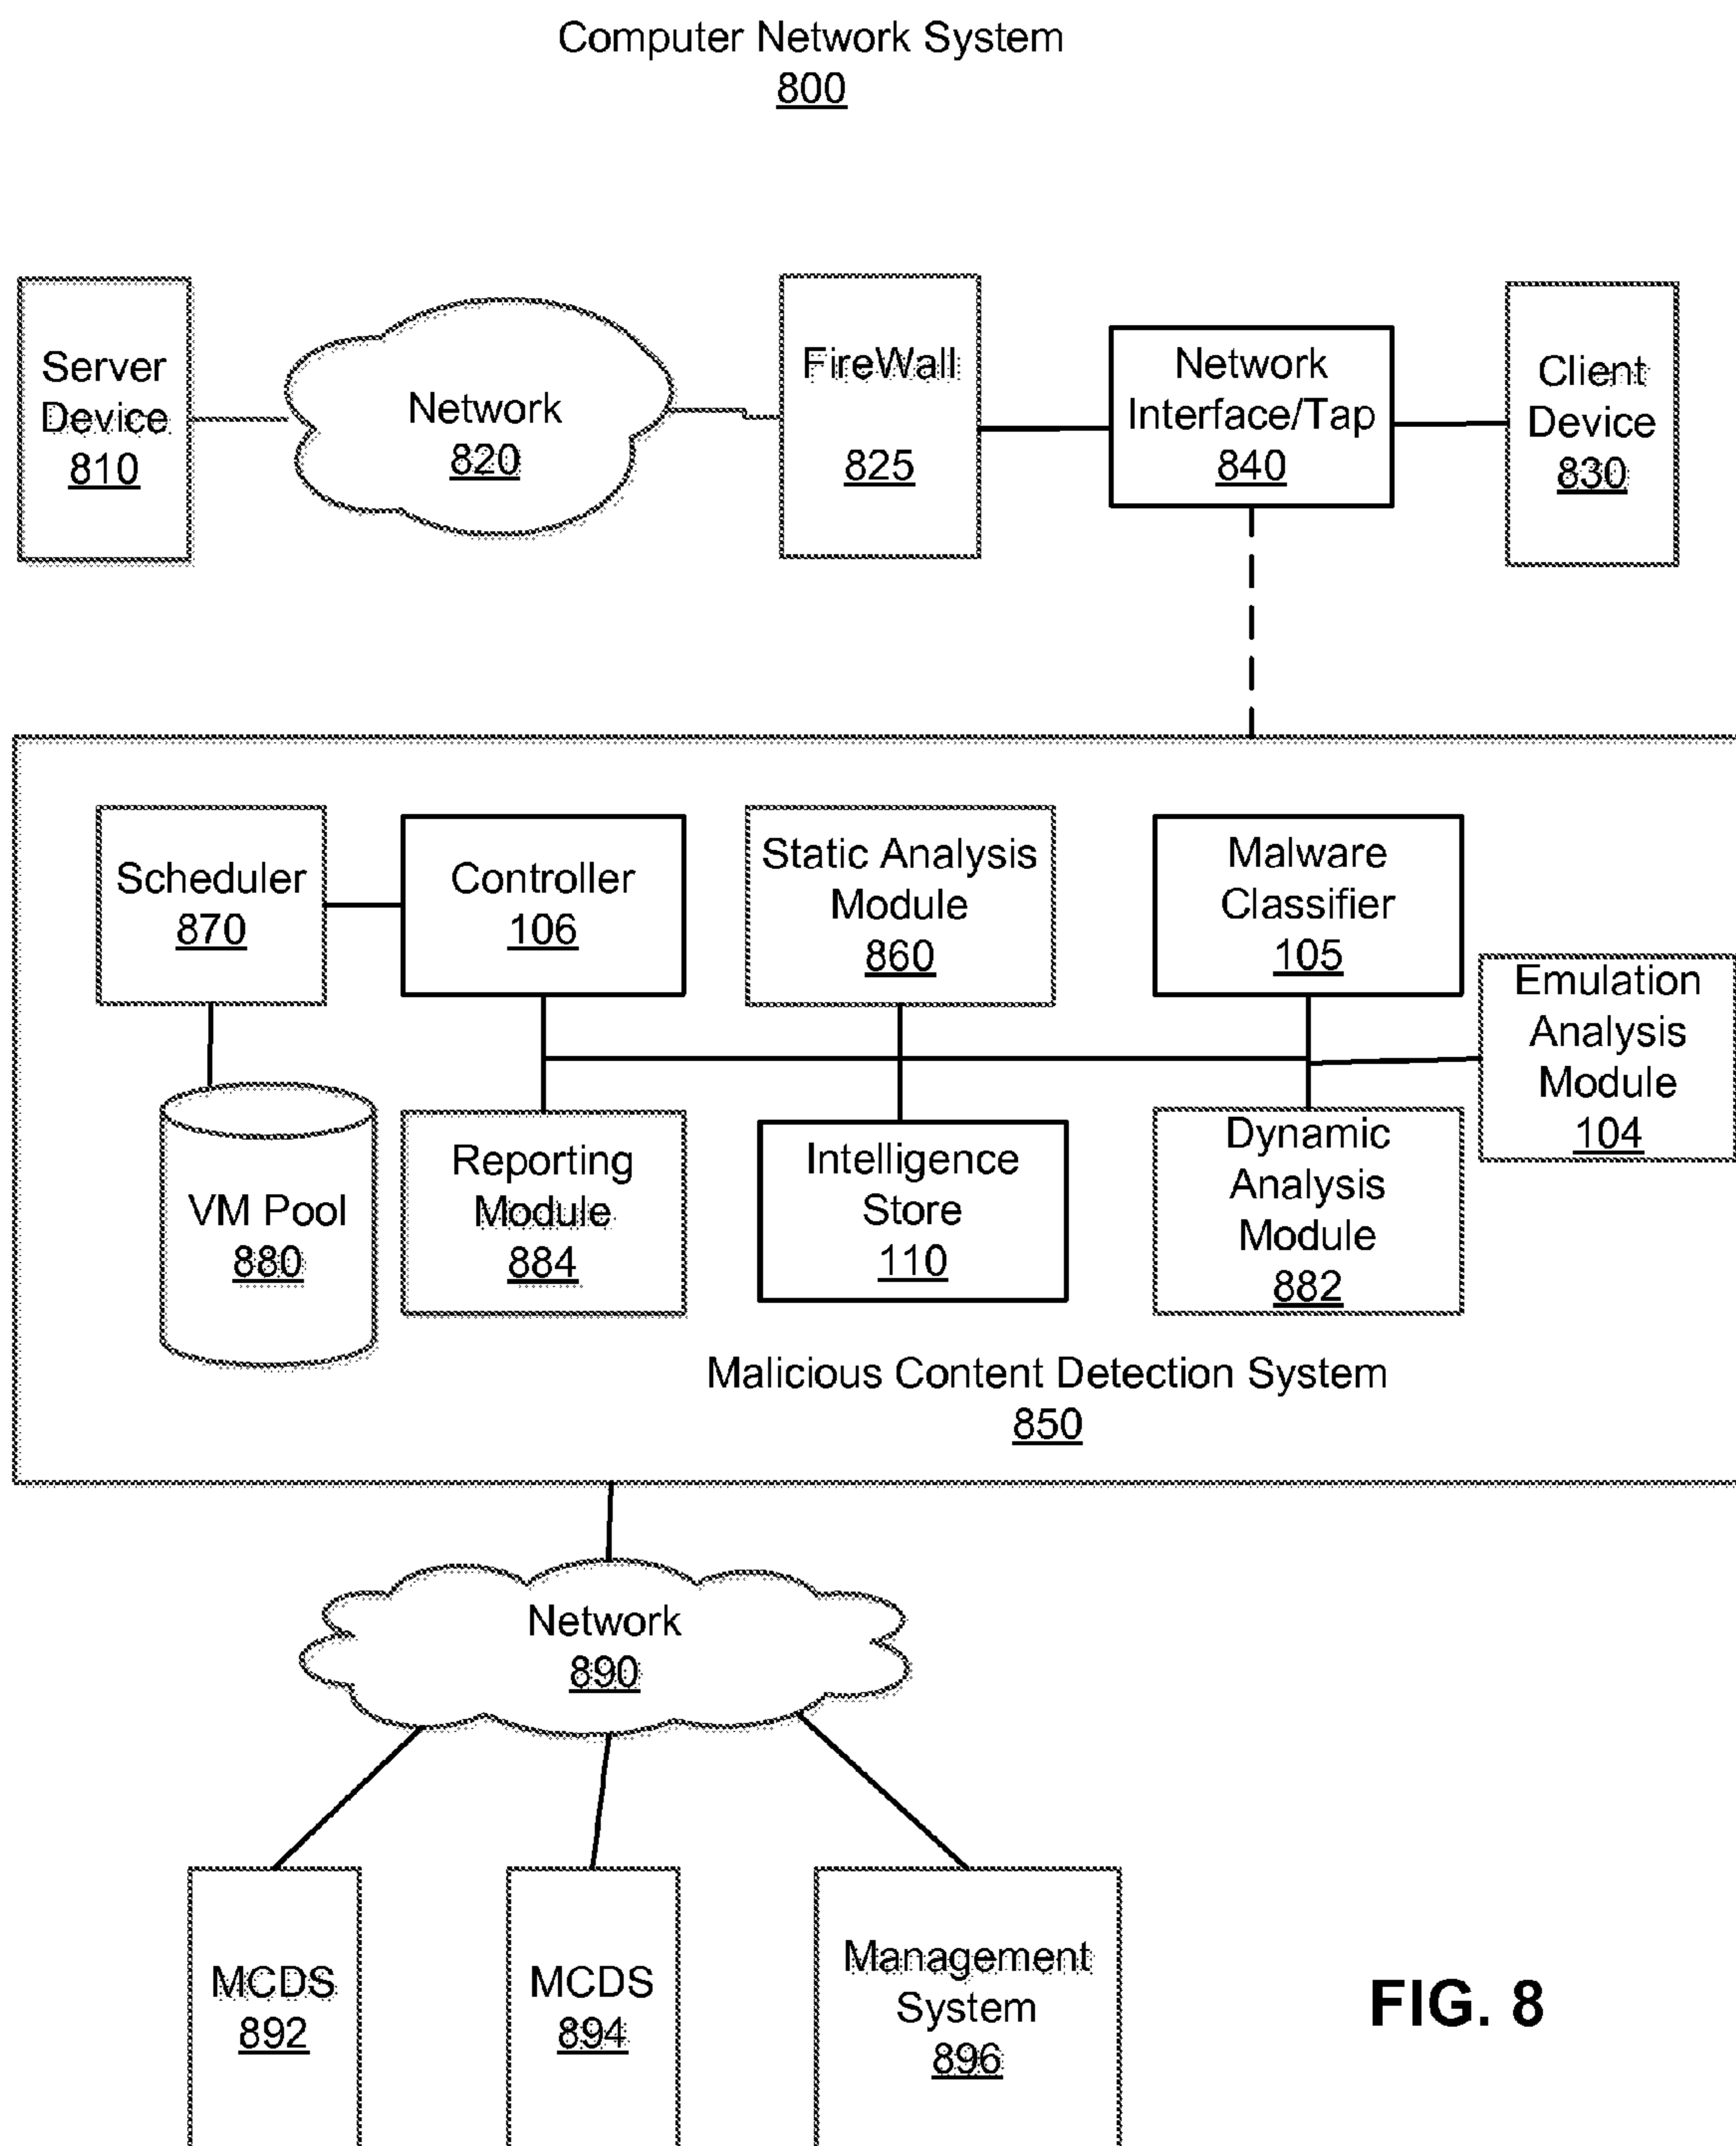 Computer Network System
800
Server
Device
810
Network
820
FireWall
825
Network
Interface/Tap
840
Client
Device
830
Scheduler
870
Controller
106
Static Analysis
Module
860
Malware
Classifier
105
Emulation
Analysis
Module
104
VM Pool
880
Reporting
Module
884
Intelligence
Store
110
Dynamic
Analysis
Module
882
Malicious Content Detection System
850
Network
890
MCDS
892
MCDS
894
Management
System
896
FIG. 8